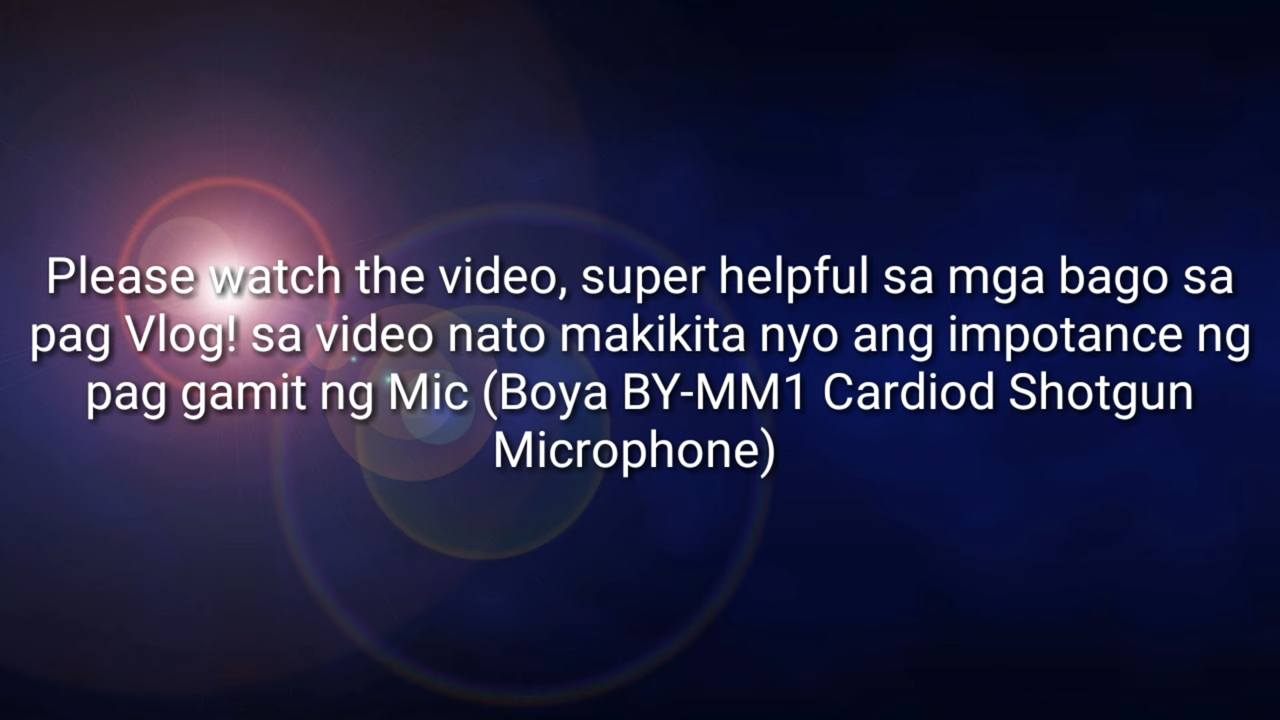 Please watch the video, super helpful sa mga bago sa
pag Vlog! sa video nato makikita nyo ang impotance ng
pag gamit ng Mic (Boya BY-MM1 Cardiod Shotgun
Microphone)